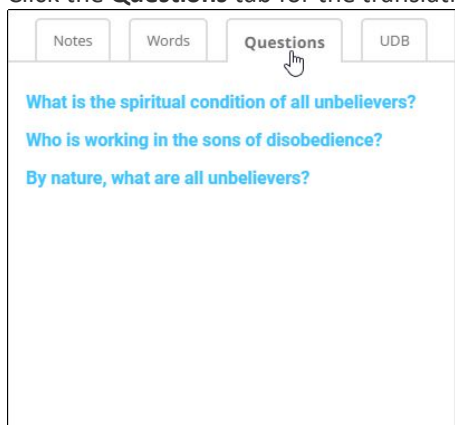 Click the Questions tab for the translati
Notes Words Questions UDB
What is the spiritual condition of all unbelievers?
Who is working in the sons of disobedience?
By nature, what are all unbelievers?